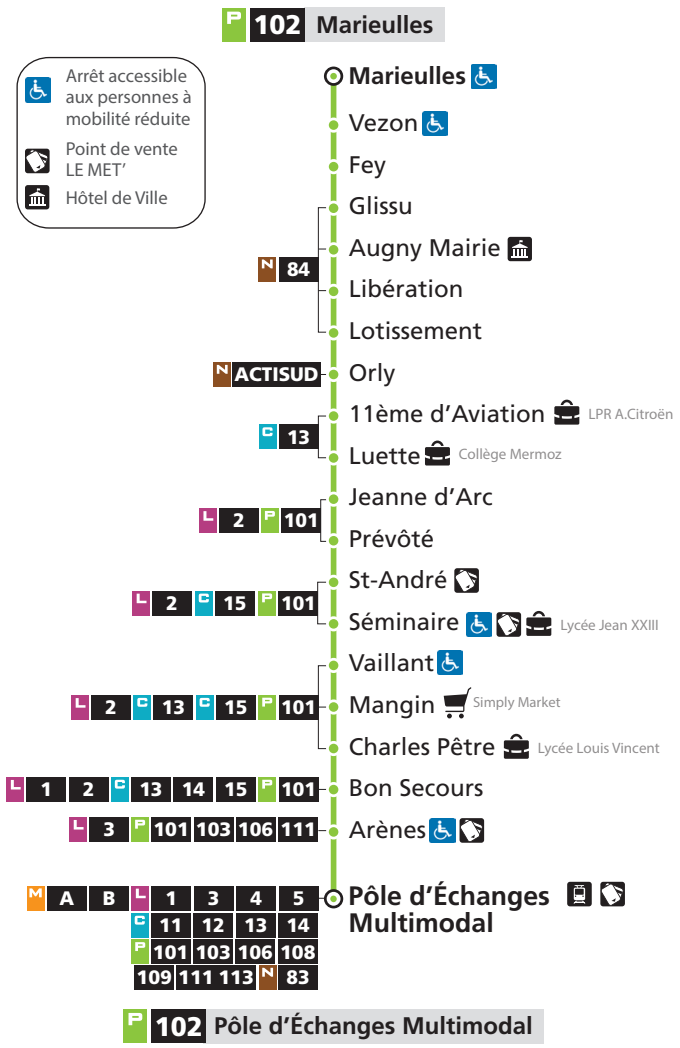 P 102 Marieulles
Arrêt accessible
aux personnes à
mobilité réduite
Point de vente
LE MET’
Hôtel de Ville
Marieulles
Vezon
Fey
Glissu
Augny Mairie
N 84
Libération
Lotissement
N ACTISUD Orly
11ème d’Aviation LPR A.Citroën
C 13
Luette Collège Mermoz
Jeanne d’Arc
L 2 P 101
Prévôté
St-André
L 2 C 15 P 101
Séminaire Lycée Jean XXIII
Vaillant
L 2 C 13 C 15 P 101 Mangin Simply Market
Charles Pêtre Lycée Louis Vincent
L 1 2 C 13 14 15 P 101 Bon Secours
L 3 P 101 103 106 111 Arènes
M A B L 1 3 4 5 Pôle d’Échanges
C 11 12 13 14 Multimodal
P 101 103 106 108
109 111 113 N 83
P 102 Pôle d’Échanges Multimodal